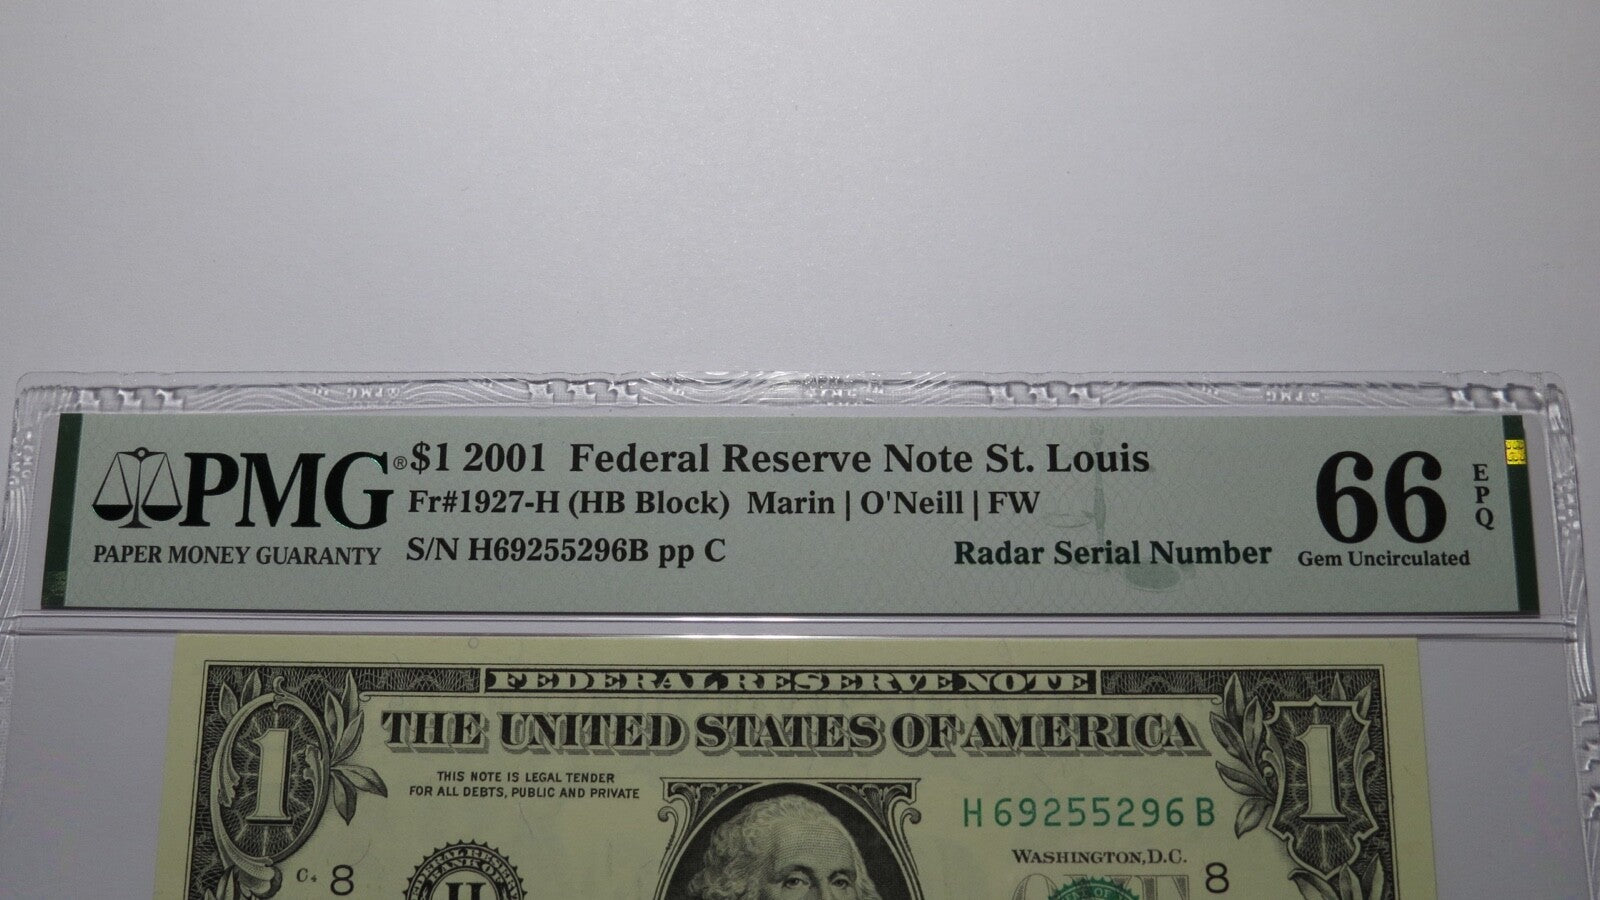 PMG®
PAPER MONEY GUARANTY
$1 2001 Federal Reserve Note St. Louis
Fr#1927-H (HB Block) Marin | O'Neill | FW
S/N H69255296B pp C
Radar Serial Number
66
EPQ
Gem Uncirculated
FEDERAL RESERVE NOTE
THE UNITED STATES OF AMERICA
1
1
THIS NOTE IS LEGAL TENDER
FOR ALL DEBTS, PUBLIC AND PRIVATE
H 69255296 B
WASHINGTON, D.C.
C4 8
H
8